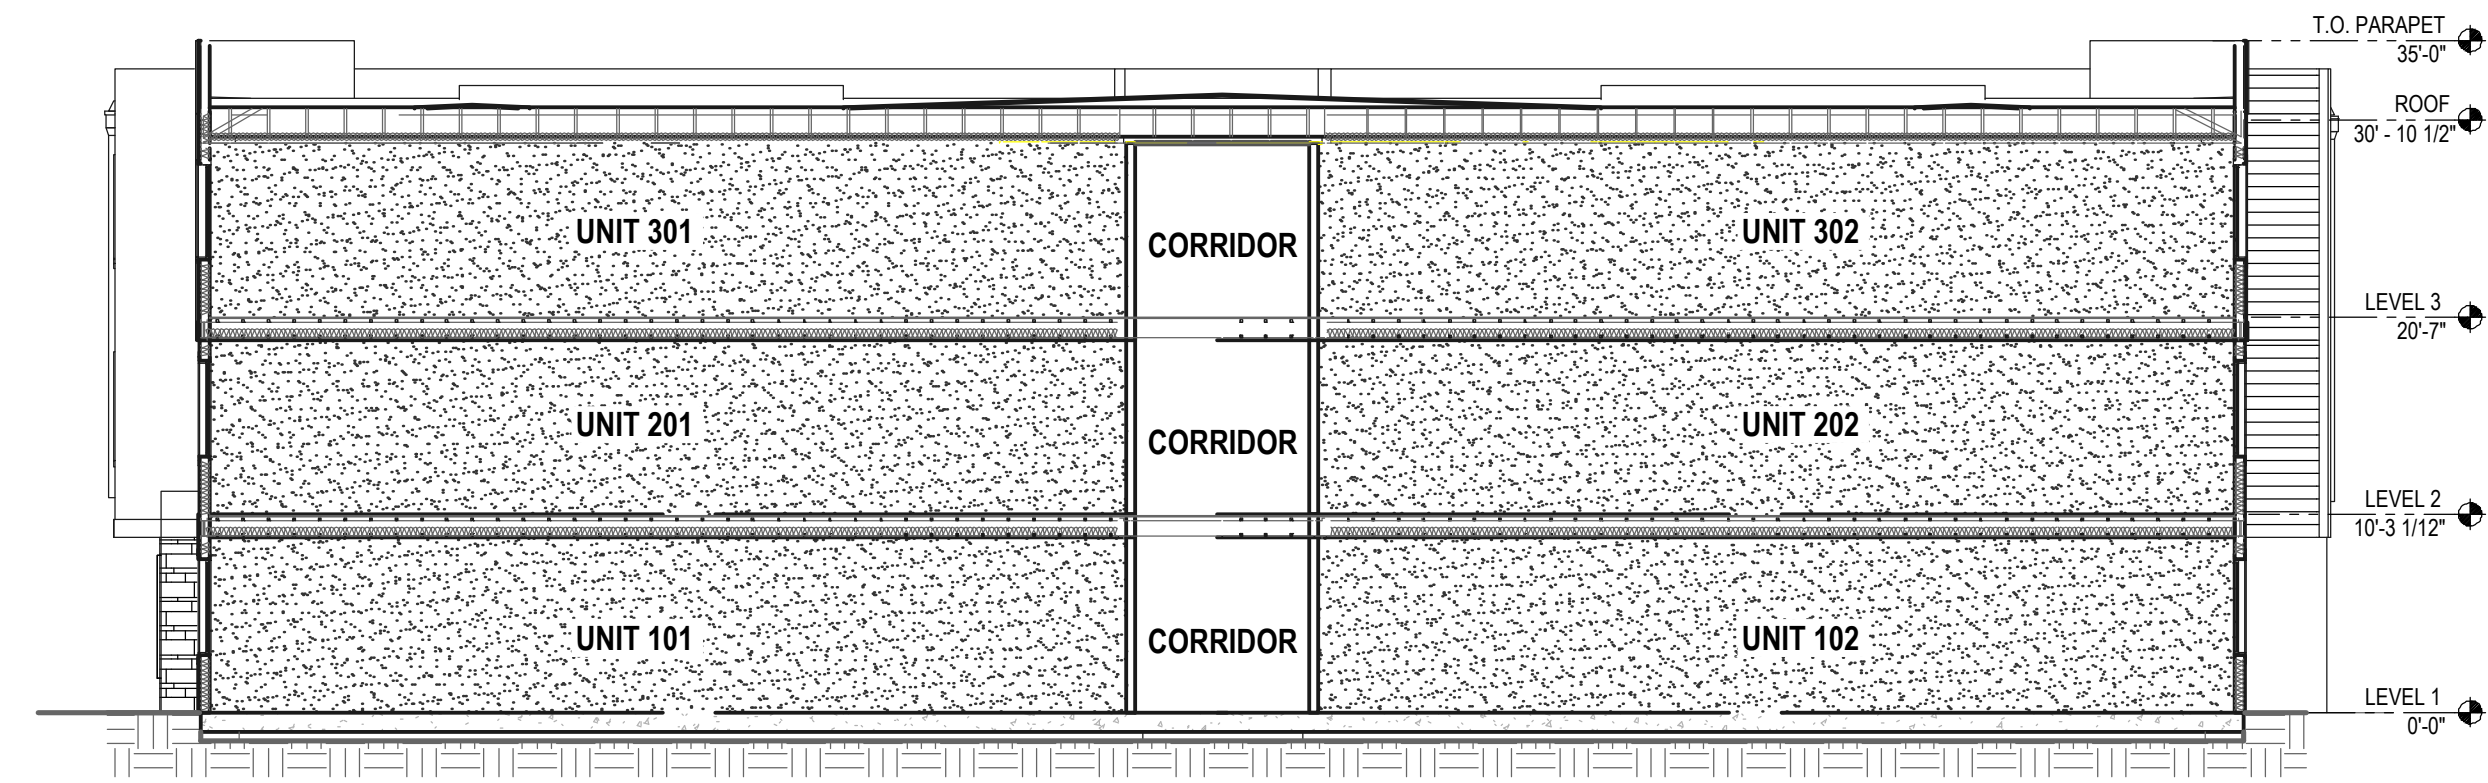 T.O. PARAPET
35'-0"
ROOF
30' - 10 1/2"
UNIT 301
CORRIDOR
UNIT 302
LEVEL 3
20'-7"
UNIT 201
CORRIDOR
UNIT 202
LEVEL 2
10'-3 1/12"
UNIT 101
CORRIDOR
UNIT 102
LEVEL 1
0'-0"